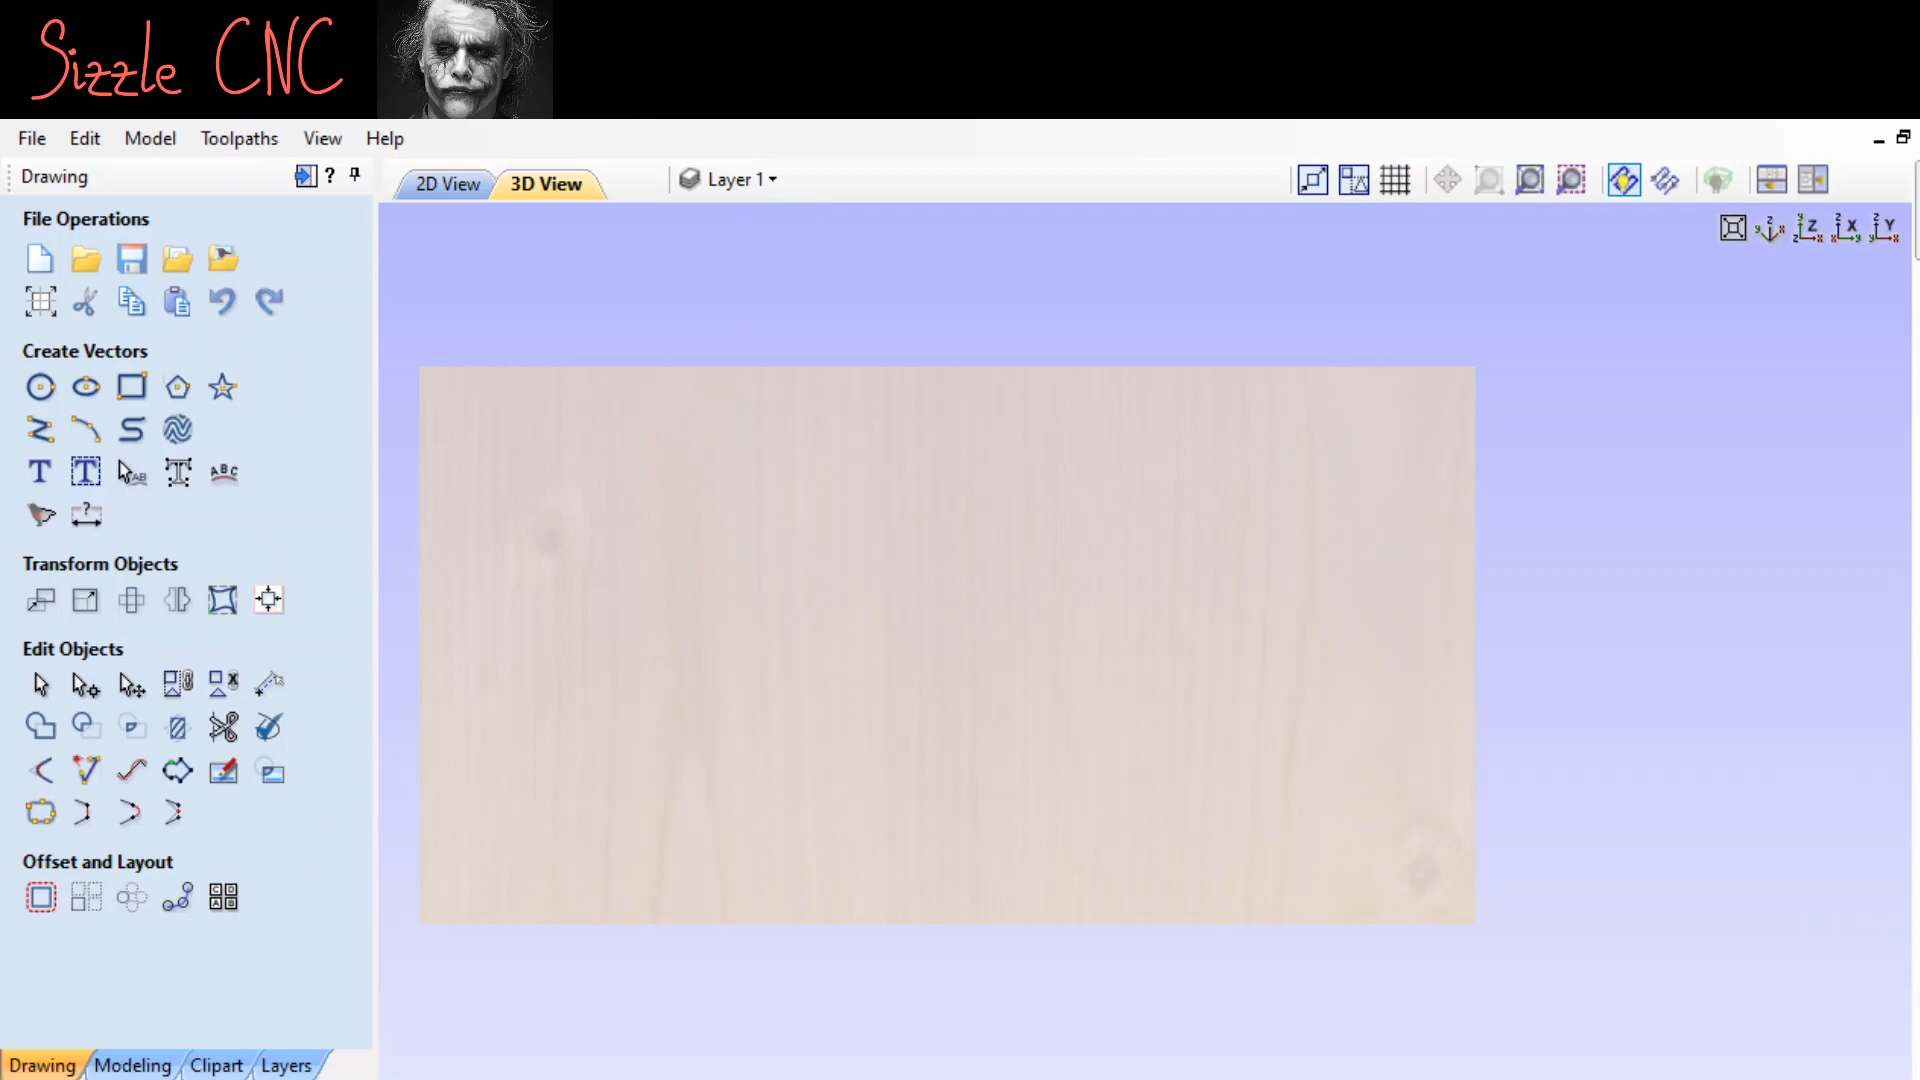 Sizzle CNC
File Edit Model Toolpaths View Help
Drawing ?
2D View 3D View Layer 1
File Operations
Create Vectors
Transform Objects
Edit Objects
Offset and Layout
Drawing Modeling Clipart Layers